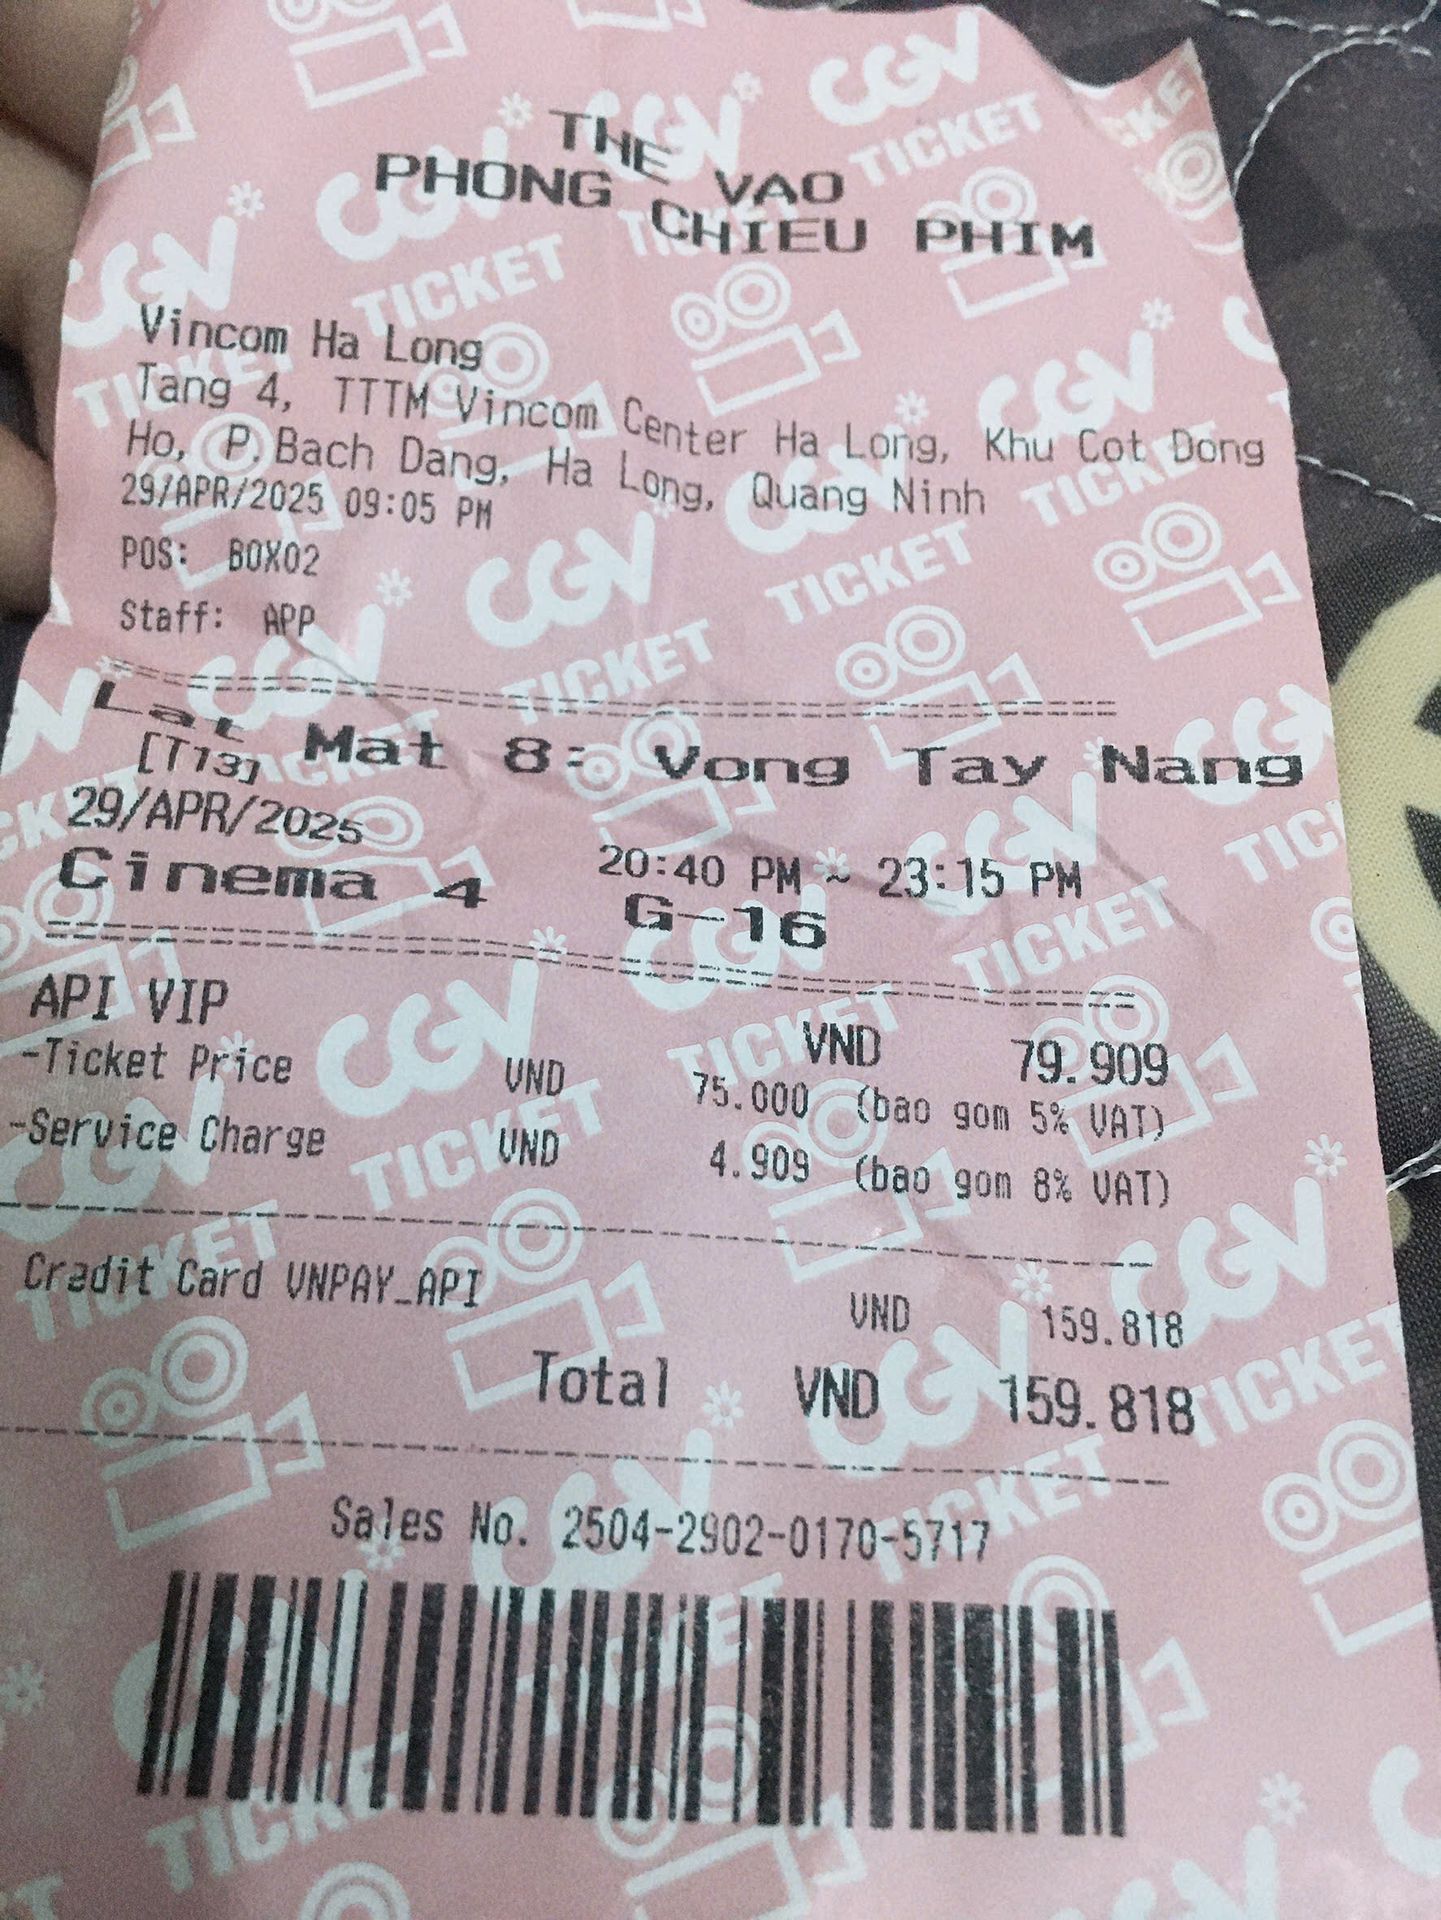 THE VAO
PHONG CHIEU PHIM
Vincom Ha Long
Tang 4, TTTM Vincom Center Ha Long, Khu Cot Dong
Ho, P.Bach Dang, Ha Long, Quang Ninh
29/APR/2025 09:05 PM
POS: BOX02
Staff: APP
Lat Mat 8: Vong Tay Nang
[T13]
29/APR/2025 20:40 PM ~ 23:15 PM
Cinema 4 G-16
API VIP VND 79.909
-Ticket Price VND 75.000 (bao gom 5% VAT)
-Service Charge VND 4.909 (bao gom 8% VAT)
Credit Card VNPAY_API VND 159.818
Total VND 159.818
Sales No. 2504-2902-0170-5717
CGV TICKET